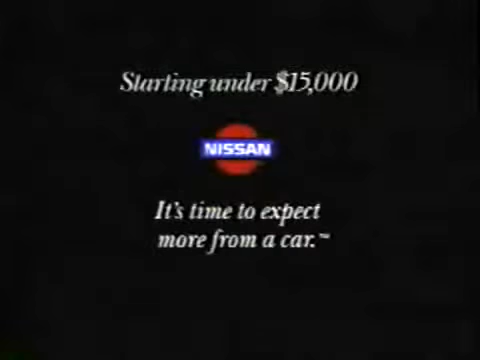 Starting under $15,000
NISSAN
It's time to expect
more from a car.™